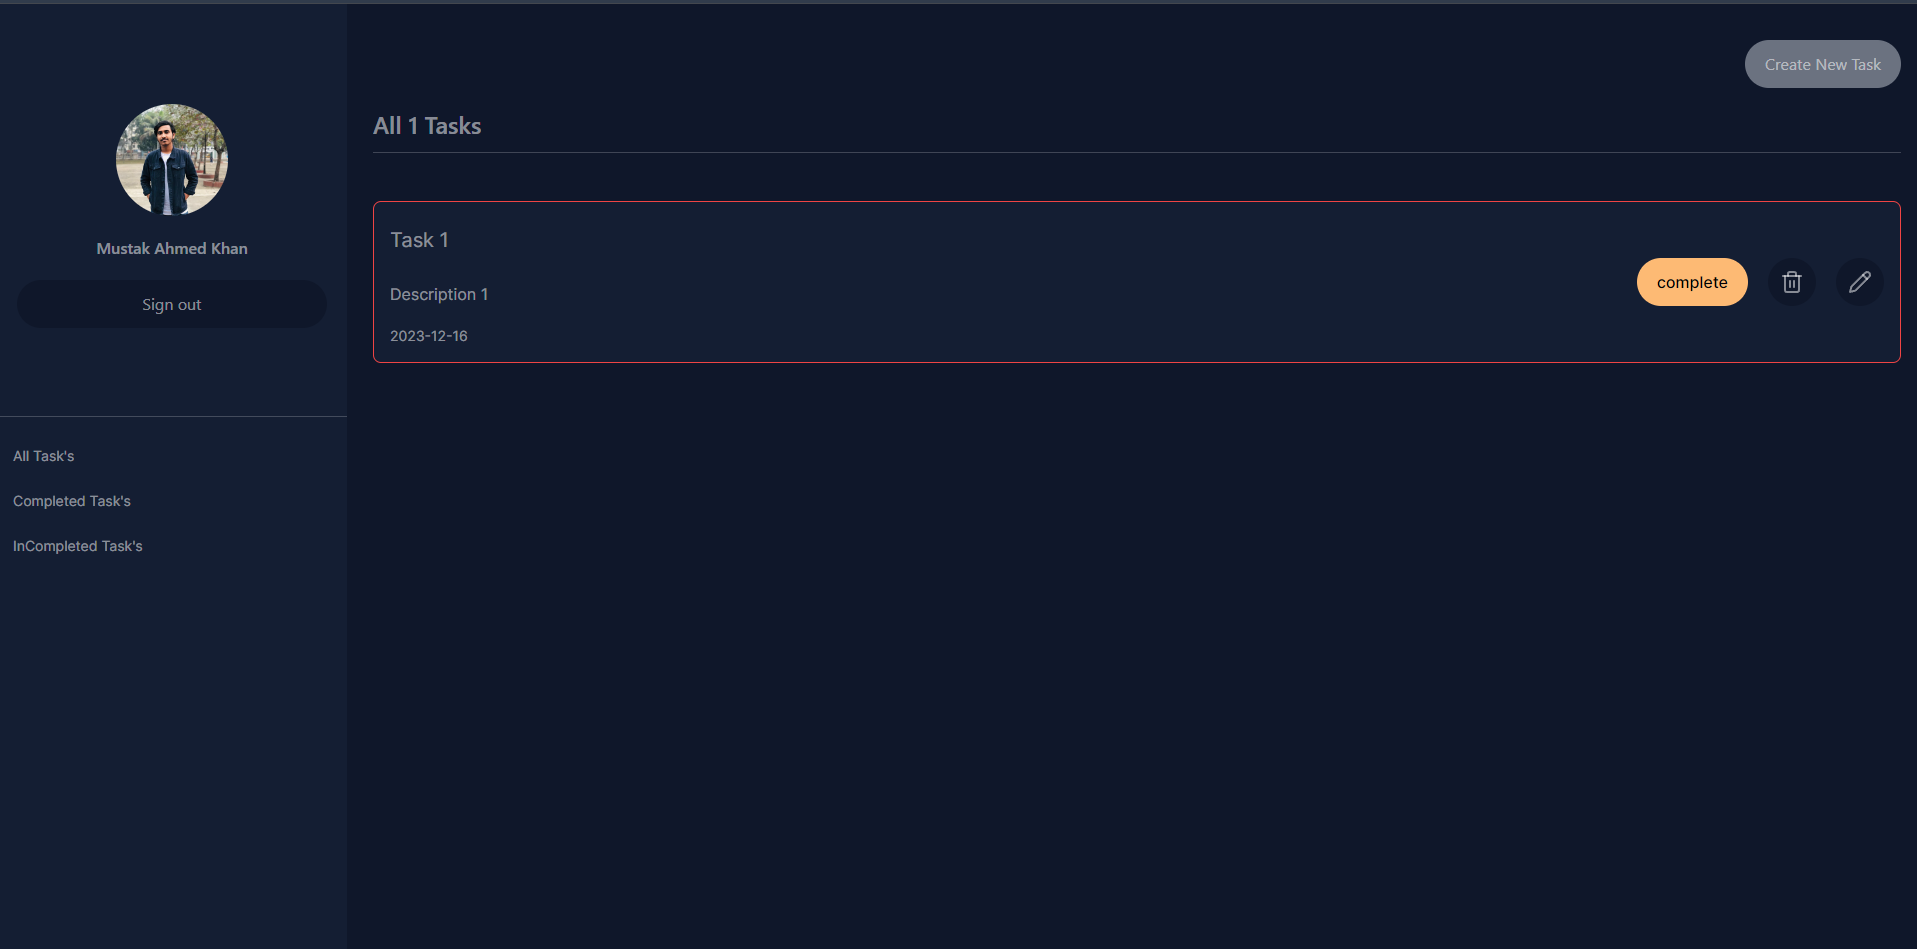 Mustak Ahmed Khan
Sign out
All Task's
Completed Task's
InCompleted Task's
Create New Task
All 1 Tasks
Task 1
Description 1
2023-12-16
complete